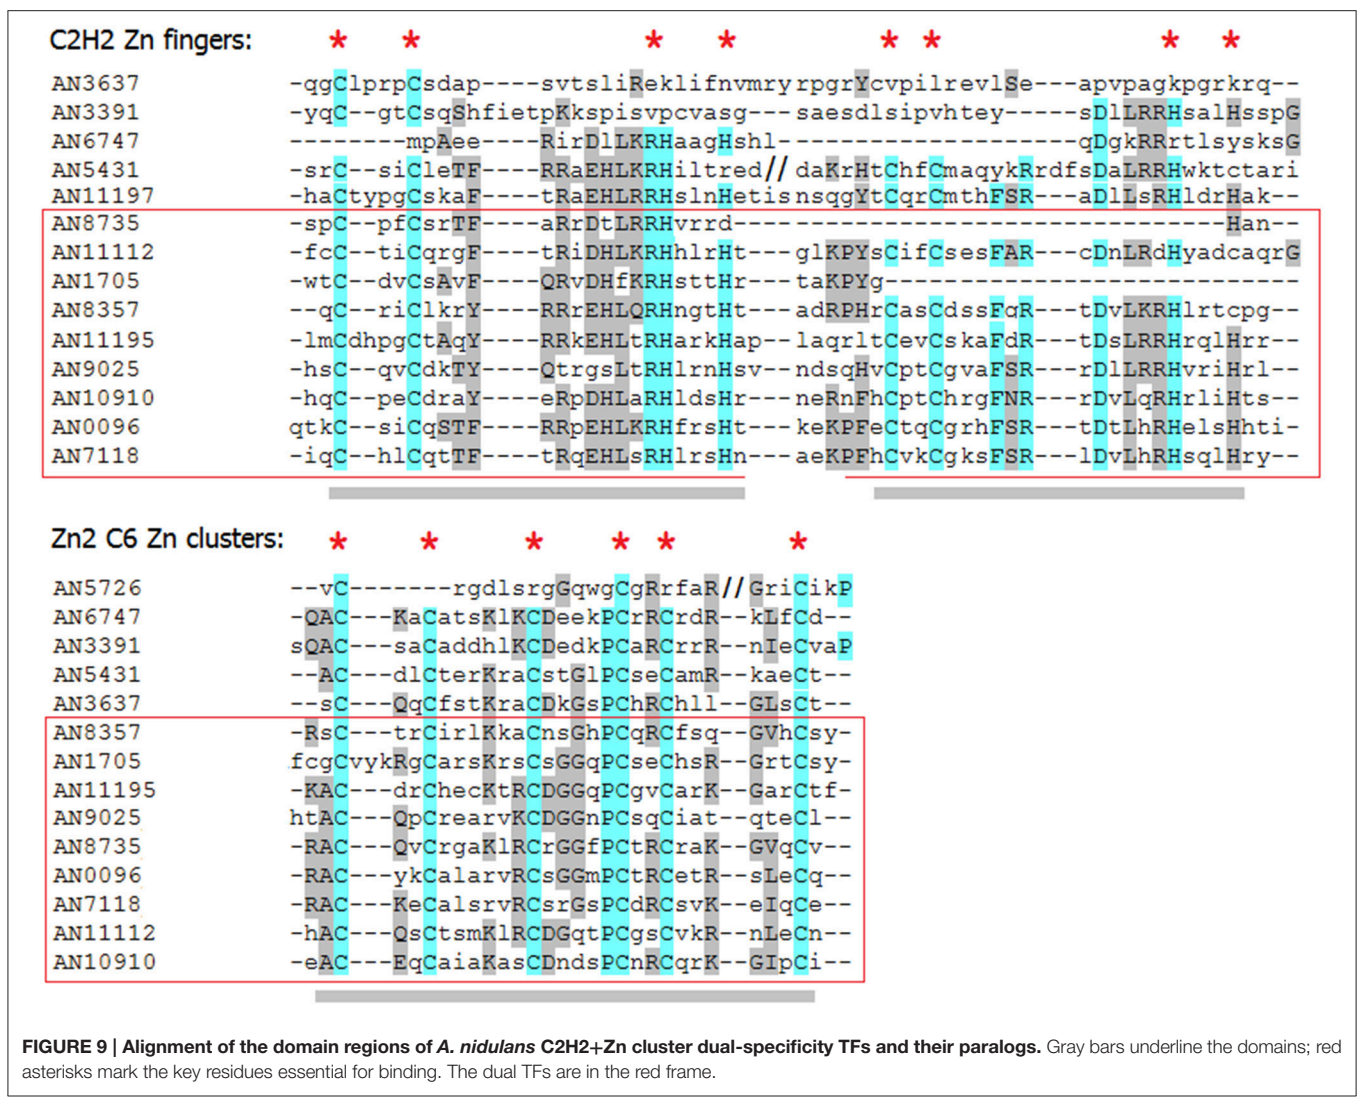 C2H2 Zn fingers: * * * * * * * *
AN3637 -qgClprpCsdap----svtsliReklifnvmryrpgrYcvpilrevlSe---apvpagkpgrkrq--
AN3391 -yqC--gtCsqShfietpKkspisvpcvasg---saesdlsipvhtey-----sDlLRRHsalHsspG
AN6747 --------mpAee----RirDlLKRHaagHshl--------------------qDgkRRrtlsysksG
AN5431 -srC--siCleTF----RRaEHLKRHiltred//daKrHtChfCmaqykRrdfsDaLRRHwktctari
AN11197 -haCtypgCskaF----tRaEHLRRHslnHetisnsqgYtCqrCmthFSR---aDLLsRHldrHak--
AN8735 -spC--pfCsrTF----aRrDtLRRHvrrd---------------------------------Han--
AN11112 -fcC--tiCqrgF----tRiDHLKRHhlrHt---glKPYsCifCsesFAR---cDnLRdHyadcaqrG
AN1705 -wtC--dvCsAvF----QRvDHfKRHsttHr---taKPYg----------------------------
AN8357 --qC--riClkrY----RRrEHLQRHngtHt---adRPHrCasCdssFqR---tDvLKRHlrtcpg--
AN11195 -lmCdhpgCtAqY----RRkEHLtRHarkHap--laqrltCevCskaFdR---tDsLRRHrqlHrr--
AN9025 -hsC--qvCdkTY----QtrgsLtRHlrnHsv--ndsqHvCptCgvaFSR---rDlLRRHvriHrl--
AN10910 -hqC--peCdraY----eRpDHLaRHldsHr---neRnFhCptChrgFNR---rDvLqRHrliHts--
AN0096 qtkC--siCqSTF----RRpEHLKRHfrsHt---keKPFeCtqCgrhFSR---tDtLhRHelsHhti-
AN7118 -iqC--hlCqtTF----tRqEHLsRHlrsHn---aeKPFhCvkCgksFSR---lDvLhRHsqlHry--
Zn2 C6 Zn clusters: * * * * * *
AN5726 --vC-------rgdlsrgGqwgCgRrfaR//GriCikP
AN6747 -QAC---KaCatsKlKCDeekPCrRCrdR--kLfCd--
AN3391 sQAC---saCaddhlKCDedkPCaRCrrR--nIeCvaP
AN5431 --AC---dlCterKraCstGlPCseCamR--kaeCt--
AN3637 --sC---QqCfstKraCDkGsPChRChll--GLsCt--
AN8357 -RsC---trCirlKkaCnsGhPCqRCfsq--GVhCsy-
AN1705 fcgCvykRgCarsKrsCsGGqPCseChsR--GrtCsy-
AN11195 -KAC---drChecKtRCDGGqPCgvCarK--GarCtf-
AN9025 htAC---QpCrearvKCDGGnPCsqCiat--qteCl--
AN8735 -RAC---QvCrgaKlRCrGGfPCtRCraK--GVqCv--
AN0096 -RAC---ykCalarvRCsGGmPCtRCetR--sLeCq--
AN7118 -RAC---KeCalsrvRCsrGsPCdRCsvK--eIqCe--
AN11112 -hAC---QsCtsmKlRCDGqtPCgsCvkR--nLeCn--
AN10910 -eAC---EqCaiaKasCDndsPCnRCqrK--GIpCi--
FIGURE 9 | Alignment of the domain regions of A. nidulans C2H2+Zn cluster dual-specificity TFs and their paralogs. Gray bars underline the domains; red
asterisks mark the key residues essential for binding. The dual TFs are in the red frame.